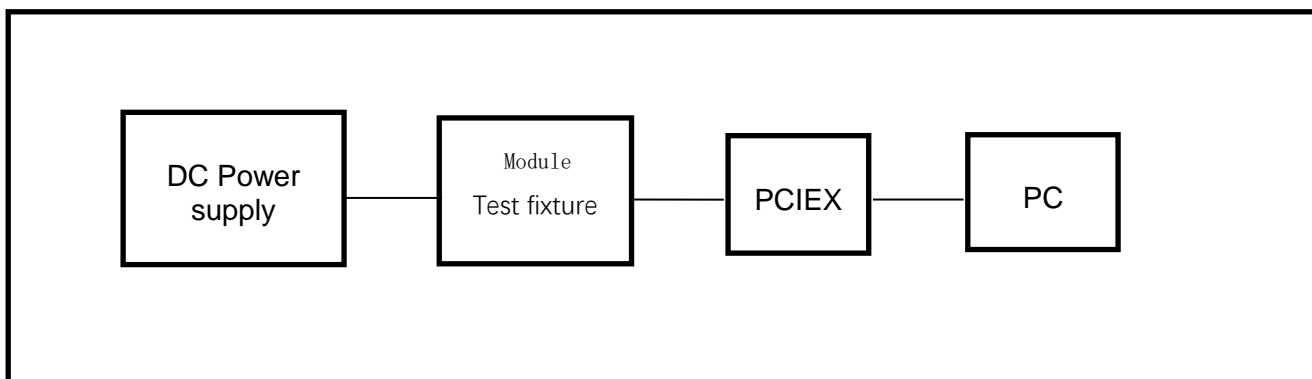 DC Power
supply
Module
Test fixture
PCIEX
PC